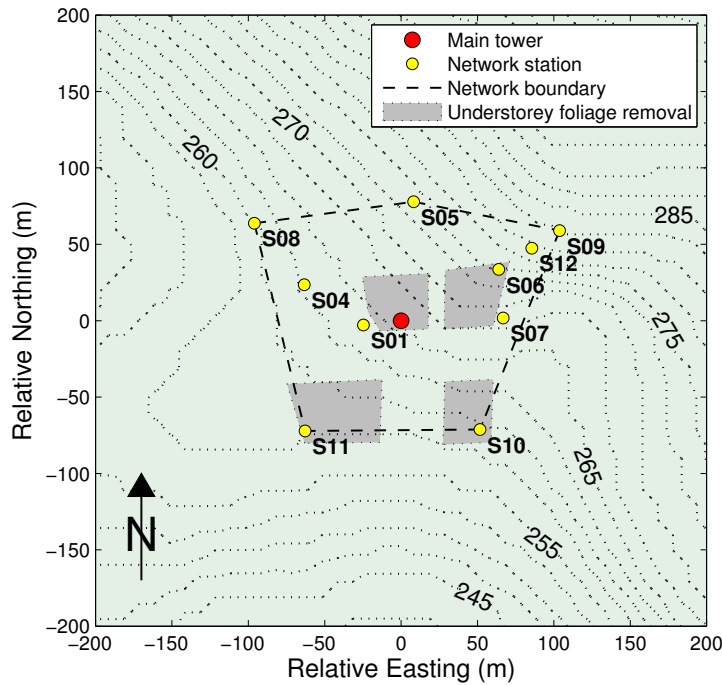 200
150
100
50
0
−50
−100
−150
−200
Relative Northing (m)
Main tower
Network station
Network boundary
Understorey foliage removal
270
260
285
275
265
255
245
S05
S08
S09
S12
S06
S04
S07
S01
S11
S10
N
−200
−150
−100
−50
0
50
100
150
200
Relative Easting (m)